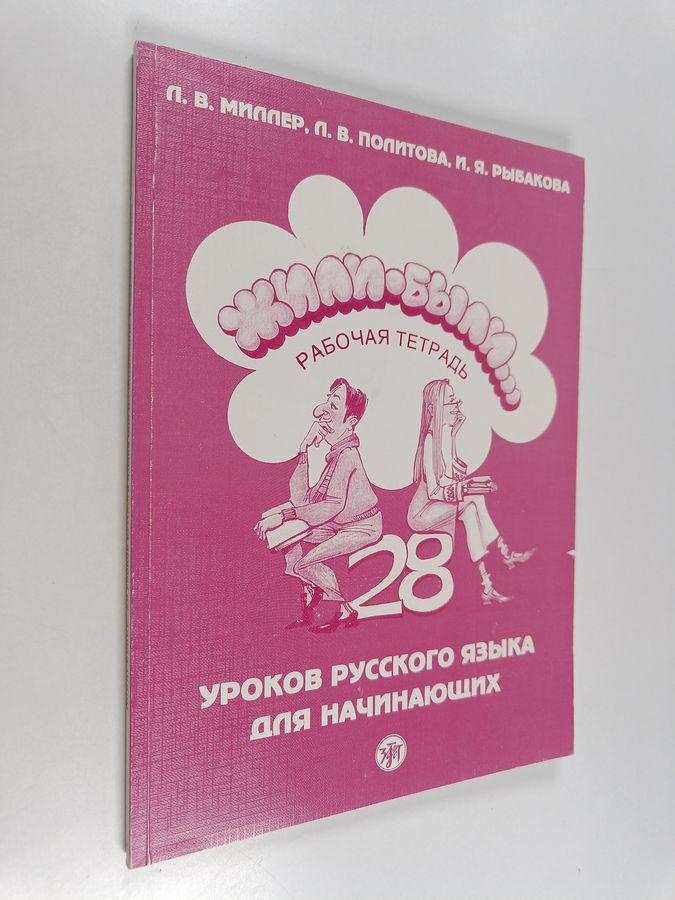 Л. В. МИЛЛЕР, Л. В. ПОЛИТОВА, И. Я. РЫБАКОВА
ЖИЛИ-БЫЛИ...
РАБОЧАЯ ТЕТРАДЬ
28
УРОКОВ РУССКОГО ЯЗЫКА
ДЛЯ НАЧИНАЮЩИХ